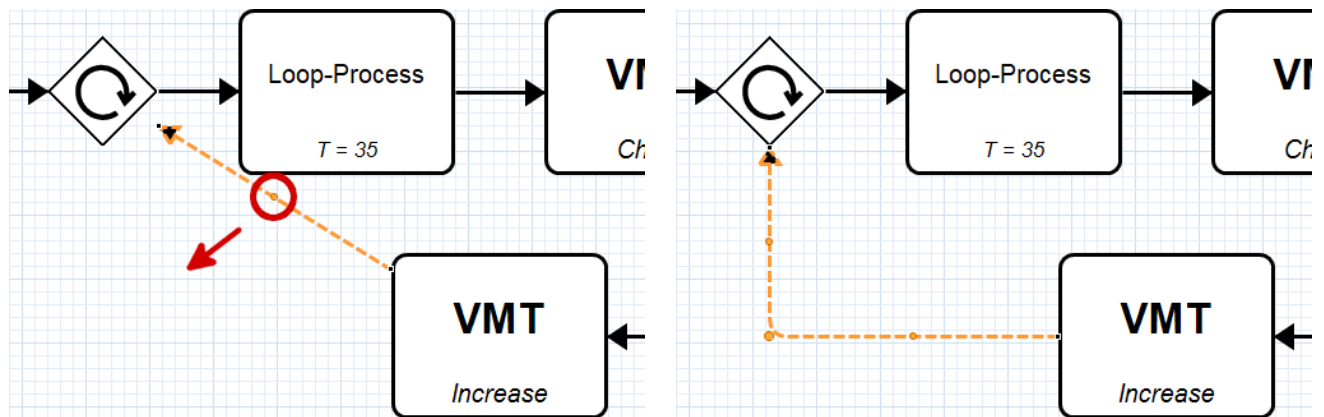 Loop-Process
T = 35
VMT
Increase
Loop-Process
T = 35
VMT
Increase